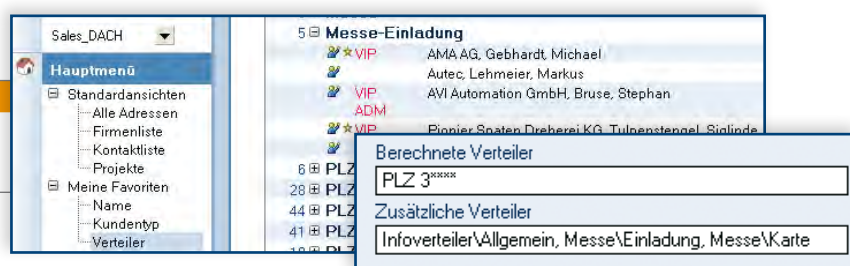 Sales_DACH
Hauptmenü
Standardansichten
Alle Adressen
Firmenliste
Kontaktliste
Projekte
Meine Favoriten
Name
Kundentyp
Verteiler
5 Messe-Einladung
VIP AMA AG, Gebhardt, Michael
Autec, Lehmeier, Markus
VIP AVI Automation GmbH, Bruse, Stephan
ADM
VIP Pionier Spaten Dreherei KG, Tulpenstengel, Siglinde
6 PLZ
28 PLZ
44 PLZ
41 PLZ
PLZ
Berechnete Verteiler
PLZ 3****
Zusätzliche Verteiler
Infoverteiler\Allgemein, Messe\Einladung, Messe\Karte